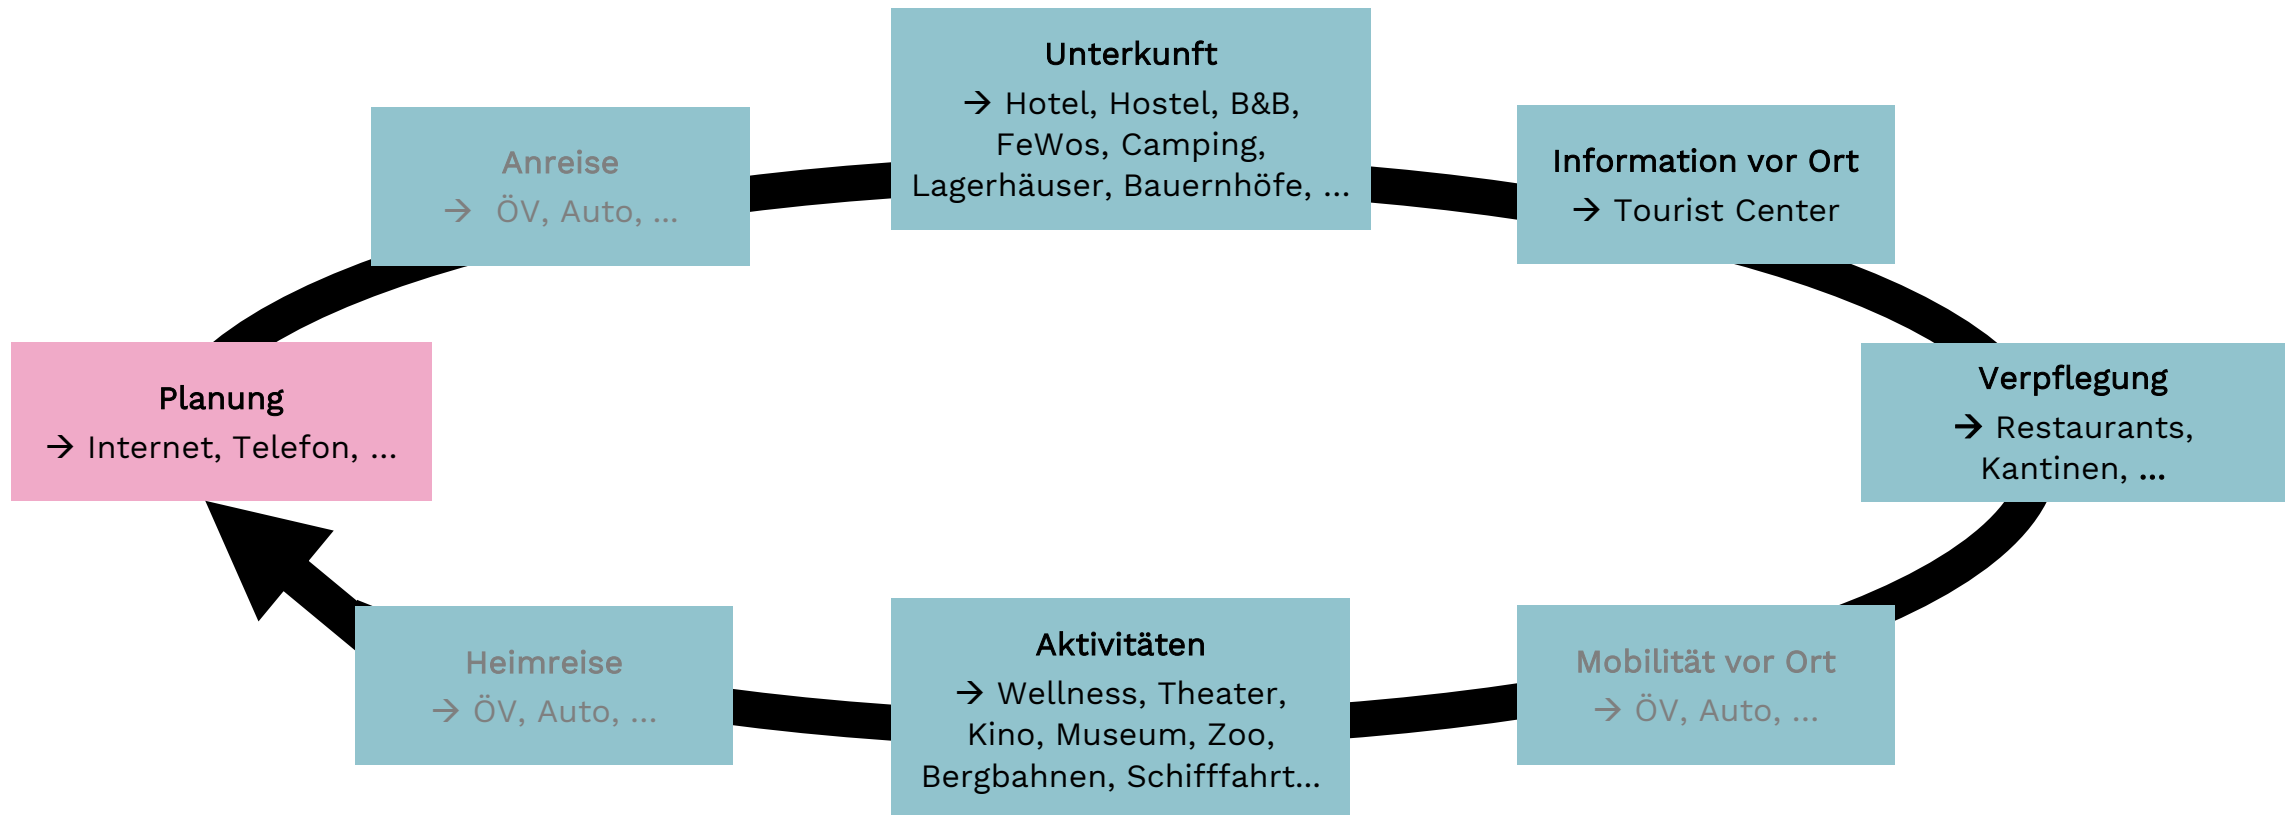 Unterkunft
→ Hotel, Hostel, B&B,
FeWos, Camping,
Lagerhäuser, Bauernhöfe, ...
Anreise
→ ÖV, Auto, ...
Information vor Ort
→ Tourist Center
Planung
→ Internet, Telefon, ...
Verpflegung
→ Restaurants,
Kantinen, ...
Heimreise
→ ÖV, Auto, ...
Aktivitäten
→ Wellness, Theater,
Kino, Museum, Zoo,
Bergbahnen, Schifffahrt...
Mobilität vor Ort
→ ÖV, Auto, ...